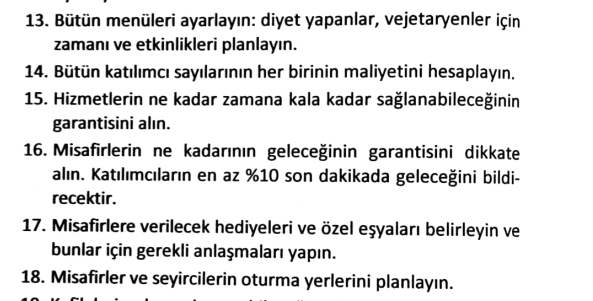 13. Bütün menüleri ayarlayın: diyet yapanlar, vejetaryenler için
zamanı ve etkinlikleri planlayın.
14. Bütün katılımcı sayılarının her birinin maliyetini hesaplayın.
15. Hizmetlerin ne kadar zamana kala kadar sağlanabileceğinin
garantisini alın.
16. Misafirlerin ne kadarının geleceğinin garantisini dikkate
alın. Katılımcıların en az %10 son dakikada geleceğini bildi-
recektir.
17. Misafirlere verilecek hediyeleri ve özel eşyaları belirleyin ve
bunlar için gerekli anlaşmaları yapın.
18. Misafirler ve seyircilerin oturma yerlerini planlayın.